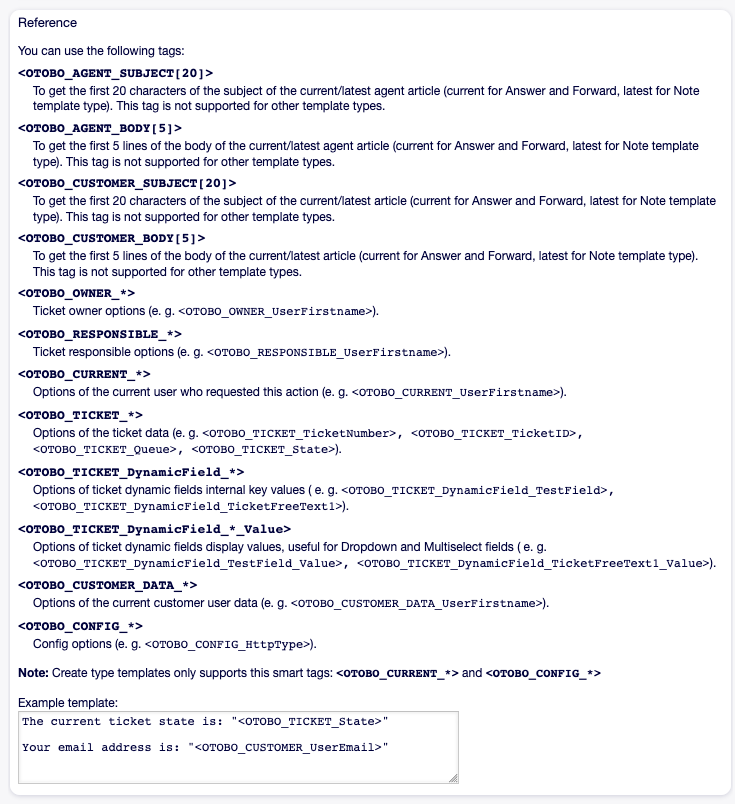 Reference
You can use the following tags:
<OTOBO_AGENT_SUBJECT[20]>
To get the first 20 characters of the subject of the current/latest agent article (current for Answer and Forward, latest for Note
template type). This tag is not supported for other template types.
<OTOBO_AGENT_BODY[5]>
To get the first 5 lines of the body of the current/latest agent article (current for Answer and Forward, latest for Note template
type). This tag is not supported for other template types.
<OTOBO_CUSTOMER_SUBJECT[20]>
To get the first 20 characters of the subject of the current/latest article (current for Answer and Forward, latest for Note template
type). This tag is not supported for other template types.
<OTOBO_CUSTOMER_BODY[5]>
To get the first 5 lines of the body of the current/latest article (current for Answer and Forward, latest for Note template type).
This tag is not supported for other template types.
<OTOBO_OWNER_*>
Ticket owner options (e. g. <OTOBO_OWNER_UserFirstname>).
<OTOBO_RESPONSIBLE_*>
Ticket responsible options (e. g. <OTOBO_RESPONSIBLE_UserFirstname>).
<OTOBO_CURRENT_*>
Options of the current user who requested this action (e. g. <OTOBO_CURRENT_UserFirstname>).
<OTOBO_TICKET_*>
Options of the ticket data (e. g. <OTOBO_TICKET_TicketNumber>, <OTOBO_TICKET_TicketID>,
<OTOBO_TICKET_Queue>, <OTOBO_TICKET_State>).
<OTOBO_TICKET_DynamicField_*>
Options of ticket dynamic fields internal key values ( e. g. <OTOBO_TICKET_DynamicField_TestField>,
<OTOBO_TICKET_DynamicField_TicketFreeText1>).
<OTOBO_TICKET_DynamicField_*_Value>
Options of ticket dynamic fields display values, useful for Dropdown and Multiselect fields ( e. g.
<OTOBO_TICKET_DynamicField_TestField_Value>, <OTOBO_TICKET_DynamicField_TicketFreeText1_Value>).
<OTOBO_CUSTOMER_DATA_*>
Options of the current customer user data (e. g. <OTOBO_CUSTOMER_DATA_UserFirstname>).
<OTOBO_CONFIG_*>
Config options (e. g. <OTOBO_CONFIG_HttpType>).
Note: Create type templates only supports this smart tags: <OTOBO_CURRENT_*> and <OTOBO_CONFIG_*>
Example template:
The current ticket state is: "<OTOBO_TICKET_State>"
Your email address is: "<OTOBO_CUSTOMER_UserEmail>"